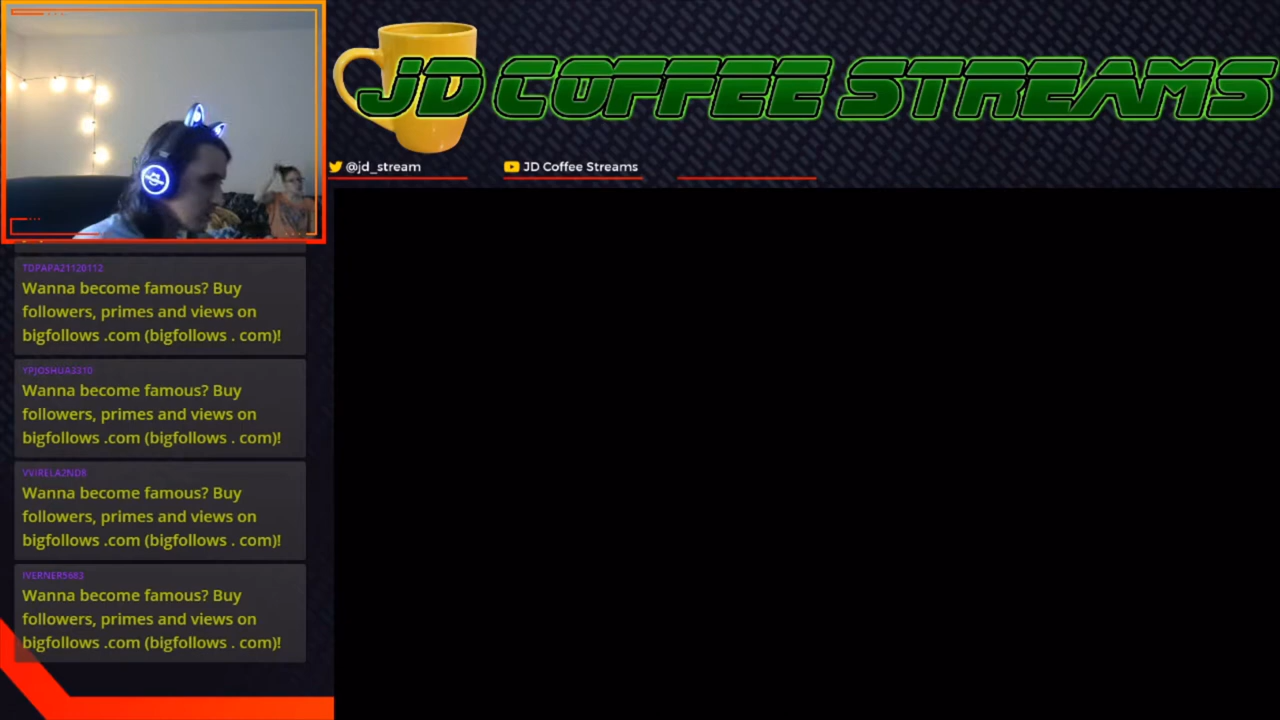 JD COFFEE STREAMS
@jd_stream
JD Coffee Streams
TDPAPA21120112
Wanna become famous? Buy
followers, primes and views on
bigfollows .com (bigfollows . com)!
YPJOSHUA3310
Wanna become famous? Buy
followers, primes and views on
bigfollows .com (bigfollows . com)!
VVIRELA2ND8
Wanna become famous? Buy
followers, primes and views on
bigfollows .com (bigfollows . com)!
IVERNER5683
Wanna become famous? Buy
followers, primes and views on
bigfollows .com (bigfollows . com)!